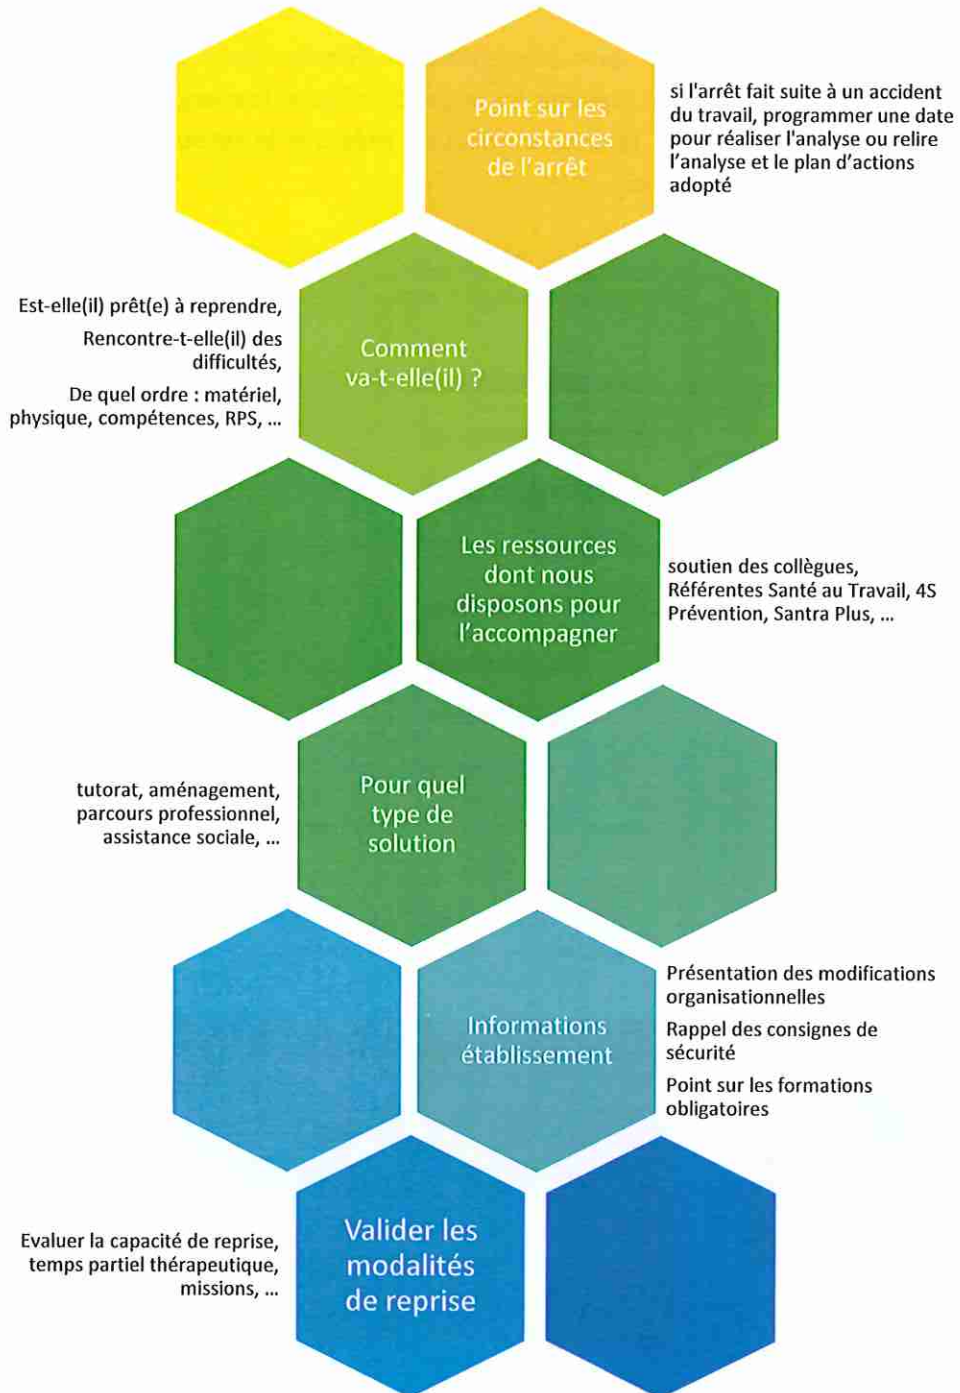 Point sur les
circonstances
de l'arrêt
si l'arrêt fait suite à un accident
du travail, programmer une date
pour réaliser l'analyse ou relire
l'analyse et le plan d'actions
adopté
Est-elle(il) prêt(e) à reprendre,
Rencontre-t-elle(il) des
difficultés,
De quel ordre : matériel,
physique, compétences, RPS, ...
Comment
va-t-elle(il) ?
Les ressources
dont nous
disposons pour
l'accompagner
soutien des collègues,
Référentes Santé au Travail, 4S
Prévention, Santra Plus, ...
tutorat, aménagement,
parcours professionnel,
assistance sociale, ...
Pour quel
type de
solution
Informations
établissement
Présentation des modifications
organisationnelles
Rappel des consignes de
sécurité
Point sur les formations
obligatoires
Evaluer la capacité de reprise,
temps partiel thérapeutique,
missions, ...
Valider les
modalités
de reprise